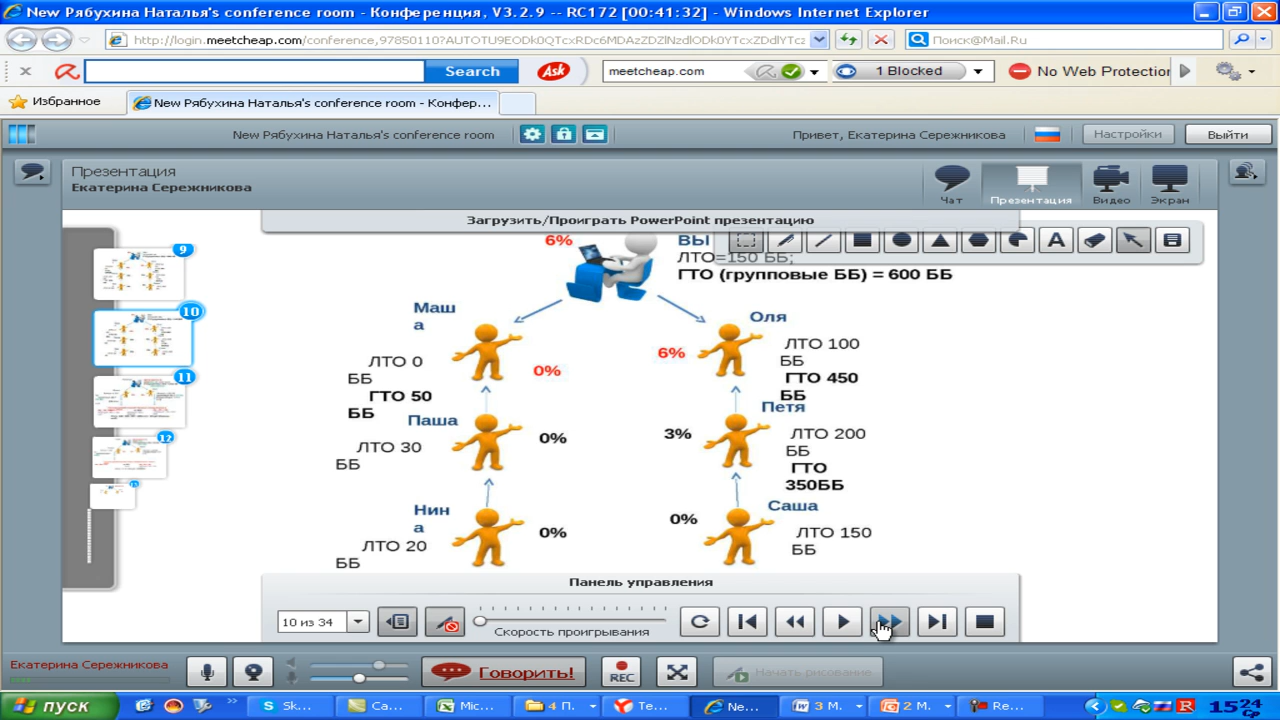 New Рябухина Наталья's conference room - Конференция, V3.2.9 -- RC172 [00:41:32] - Windows Internet Explorer
Поиск@Mail.Ru
Search
Ask
meetcheap.com
1 Blocked
No Web Protection
Избранное
New Рябухина Наталья's conference room - Конфер...
New Рябухина Наталья's conference room
Привет, Екатерина Сережникова
Настройки
Выйти
Презентация
Екатерина Сережникова
Чат
Презентация
Видео
Экран
Загрузить/Проиграть PowerPoint презентацию
9
10
11
12
6%
ВЫ
ЛТО=150 ББ;
ГТО (групповые ББ) = 600 ББ
Маш
а
ЛТО 0
ББ
ГТО 50
ББ
0%
Оля
6%
ЛТО 100
ББ
ГТО 450
ББ
Паша
ЛТО 30
ББ
0%
Петя
3%
ЛТО 200
ББ
ГТО
350ББ
Нин
а
ЛТО 20
ББ
0%
Саша
0%
ЛТО 150
ББ
Панель управления
10 из 34
Скорость проигрывания
Екатерина Сережникова
Говорить!
REC
Начать рисование
пуск
Sk...
Ca...
Mic...
4 П.
Te...
Ne...
3 М.
2 М.
Re...
15 24
Ср